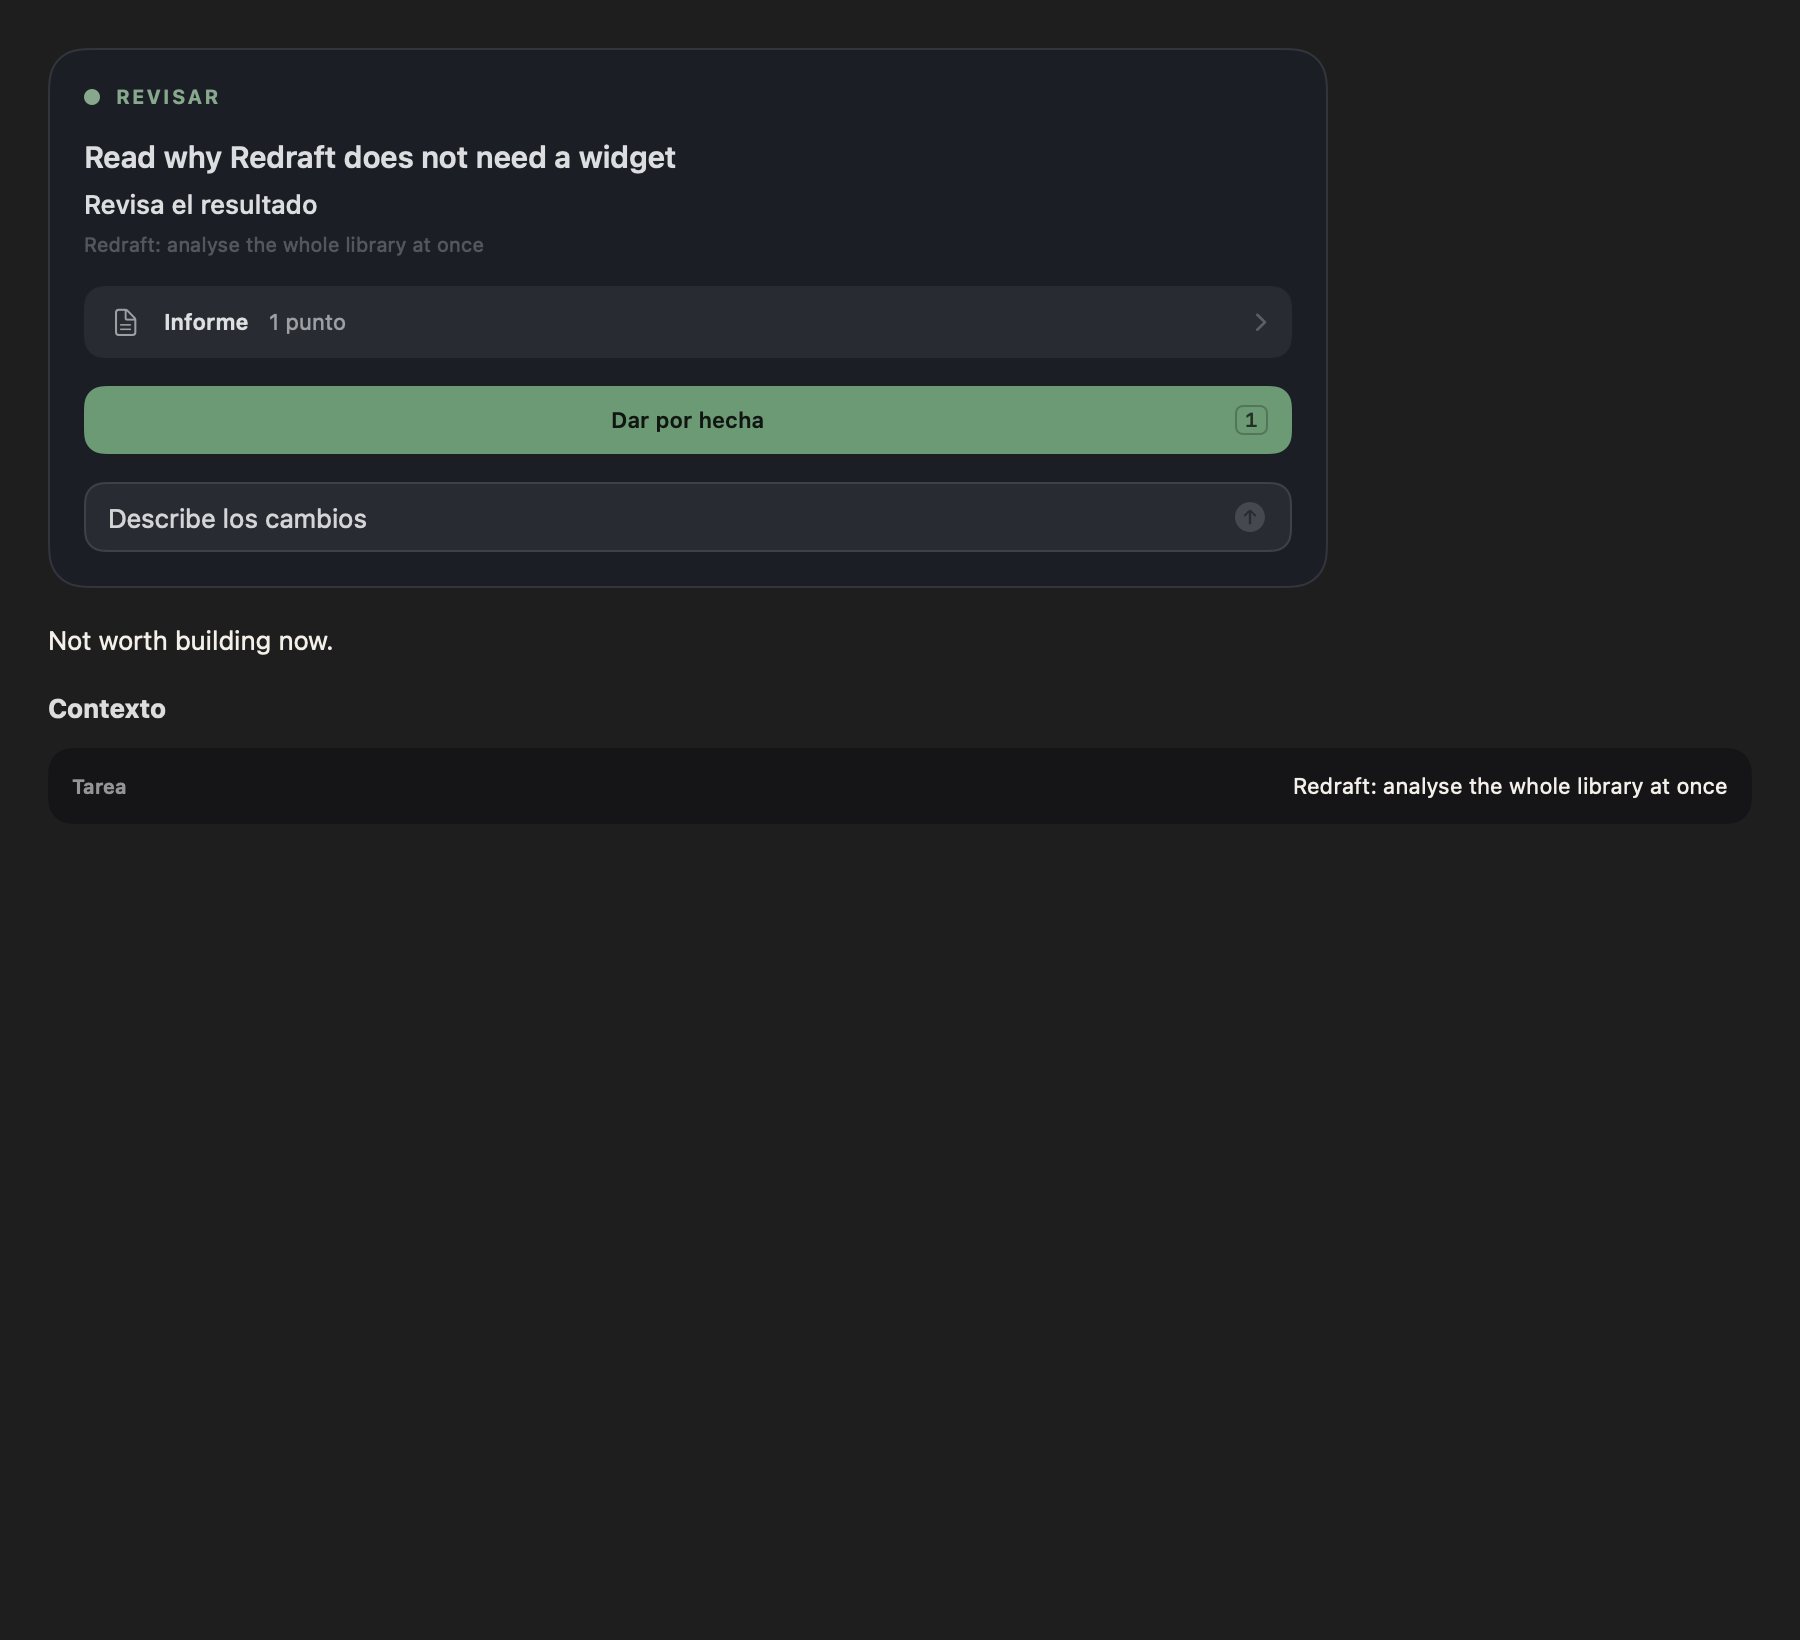 REVISAR
Read why Redraft does not need a widget
Revisa el resultado
Redraft: analyse the whole library at once
Informe 1 punto
Dar por hecha 1
Describe los cambios
Not worth building now.
Contexto
Tarea Redraft: analyse the whole library at once